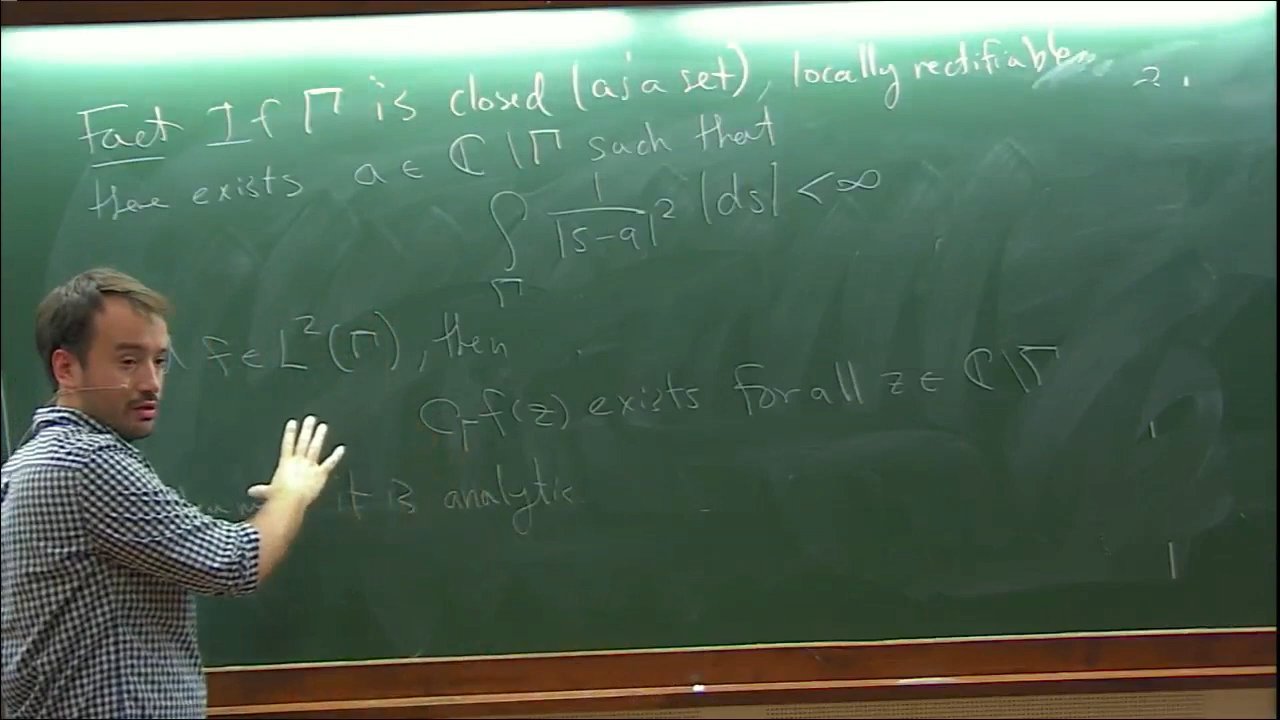 Fact If Γ is closed (as a set), locally rectifiable
there exists a ∈ ℂ\Γ such that
∫_Γ 1/|s-a|² |ds| < ∞
f ∈ L²(Γ), then
C_Γ f(z) exists for all z ∈ ℂ\Γ
it is analytic